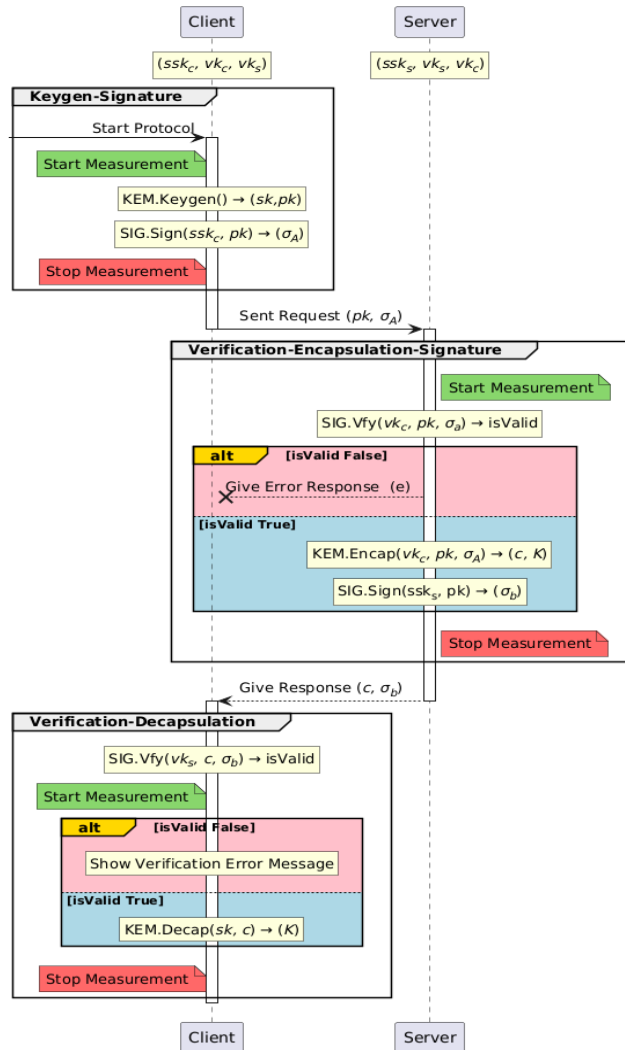 Client
Server
(ssk_c, vk_c, vk_s)
(ssk_s, vk_s, vk_c)
Keygen-Signature
Start Protocol
Start Measurement
KEM.Keygen() → (sk,pk)
SIG.Sign(ssk_c, pk) → (σ_A)
Stop Measurement
Sent Request (pk, σ_A)
Verification-Encapsulation-Signature
Start Measurement
SIG.Vfy(vk_c, pk, σ_a) → isValid
alt [isValid False]
Give Error Response (e)
[isValid True]
KEM.Encap(vk_c, pk, σ_A) → (c, K)
SIG.Sign(ssk_s, pk) → (σ_b)
Stop Measurement
Give Response (c, σ_b)
Verification-Decapsulation
SIG.Vfy(vk_s, c, σ_b) → isValid
Start Measurement
alt [isValid False]
Show Verification Error Message
[isValid True]
KEM.Decap(sk, c) → (K)
Stop Measurement
Client
Server